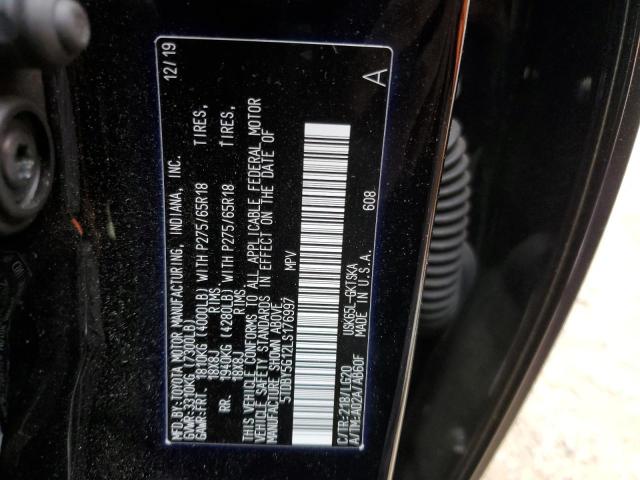 MFD.BY:TOYOTA MOTOR MANUFACTURING, INDIANA, INC. 12/19
GVWR:3310KG(7300LB)
GAWR:FRT. 1810KG (4000LB) WITH P275/65R18 TIRES,
18X8J RIMS,
RR. 1940KG (4280LB) WITH P275/65R18 TIRES,
18X8J RIMS
THIS VEHICLE CONFORMS TO ALL APPLICABLE FEDERAL MOTOR
VEHICLE SAFETY STANDARDS IN EFFECT ON THE DATE OF
MANUFACTURE SHOWN ABOVE.
5TDBY5G12LS176997 MPV A
608
C/TR:218/LG20 USK65L-GKTSKA
A/TM:A02A/AB60F MADE IN U.S.A.